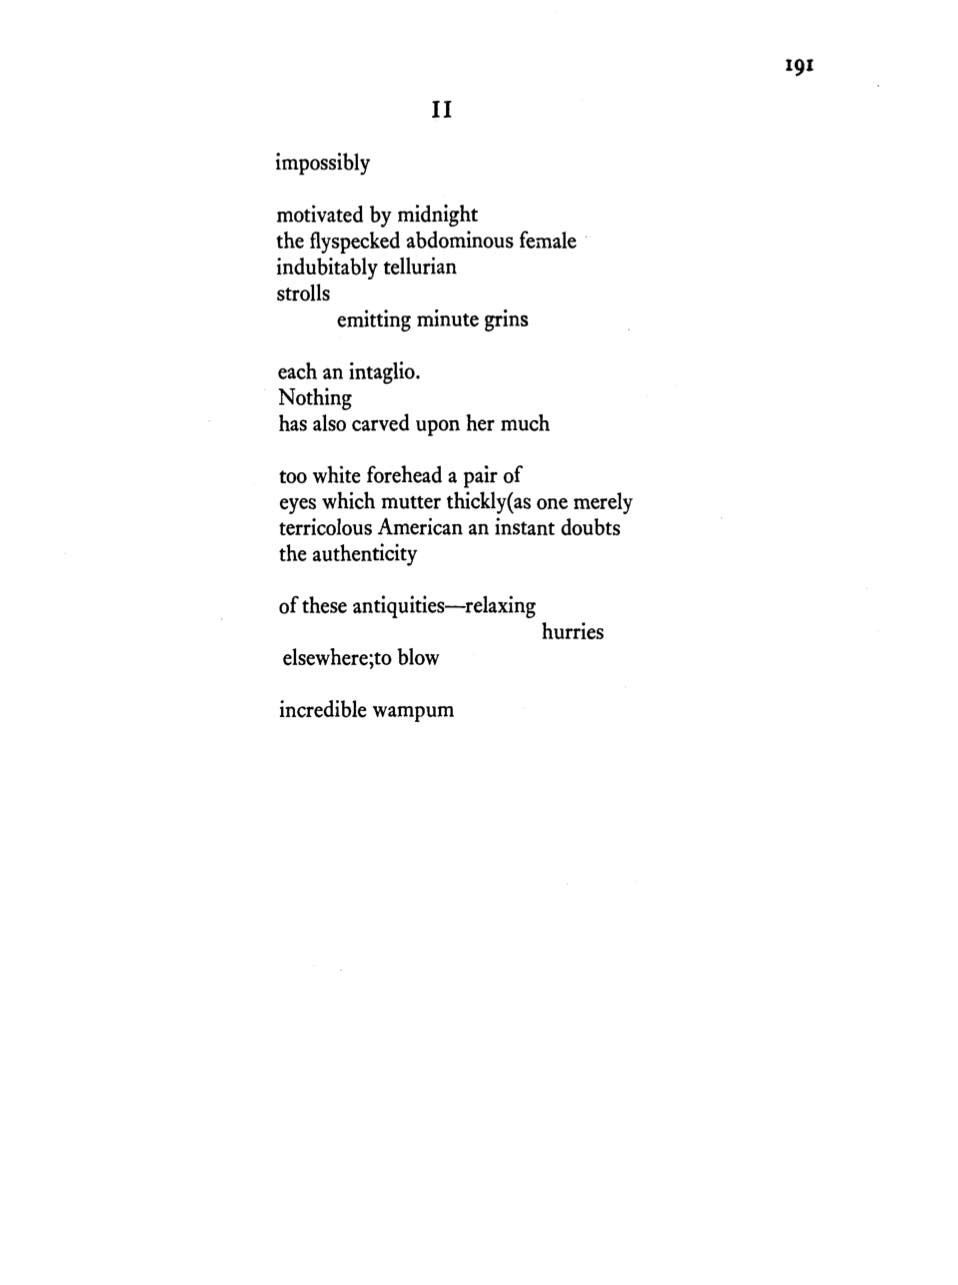 191
II
impossibly
motivated by midnight
the flyspecked abdominous female
indubitably tellurian
strolls
emitting minute grins
each an intaglio.
Nothing
has also carved upon her much
too white forehead a pair of
eyes which mutter thickly(as one merely
terricolous American an instant doubts
the authenticity
of these antiquities—relaxing
hurries
elsewhere;to blow
incredible wampum